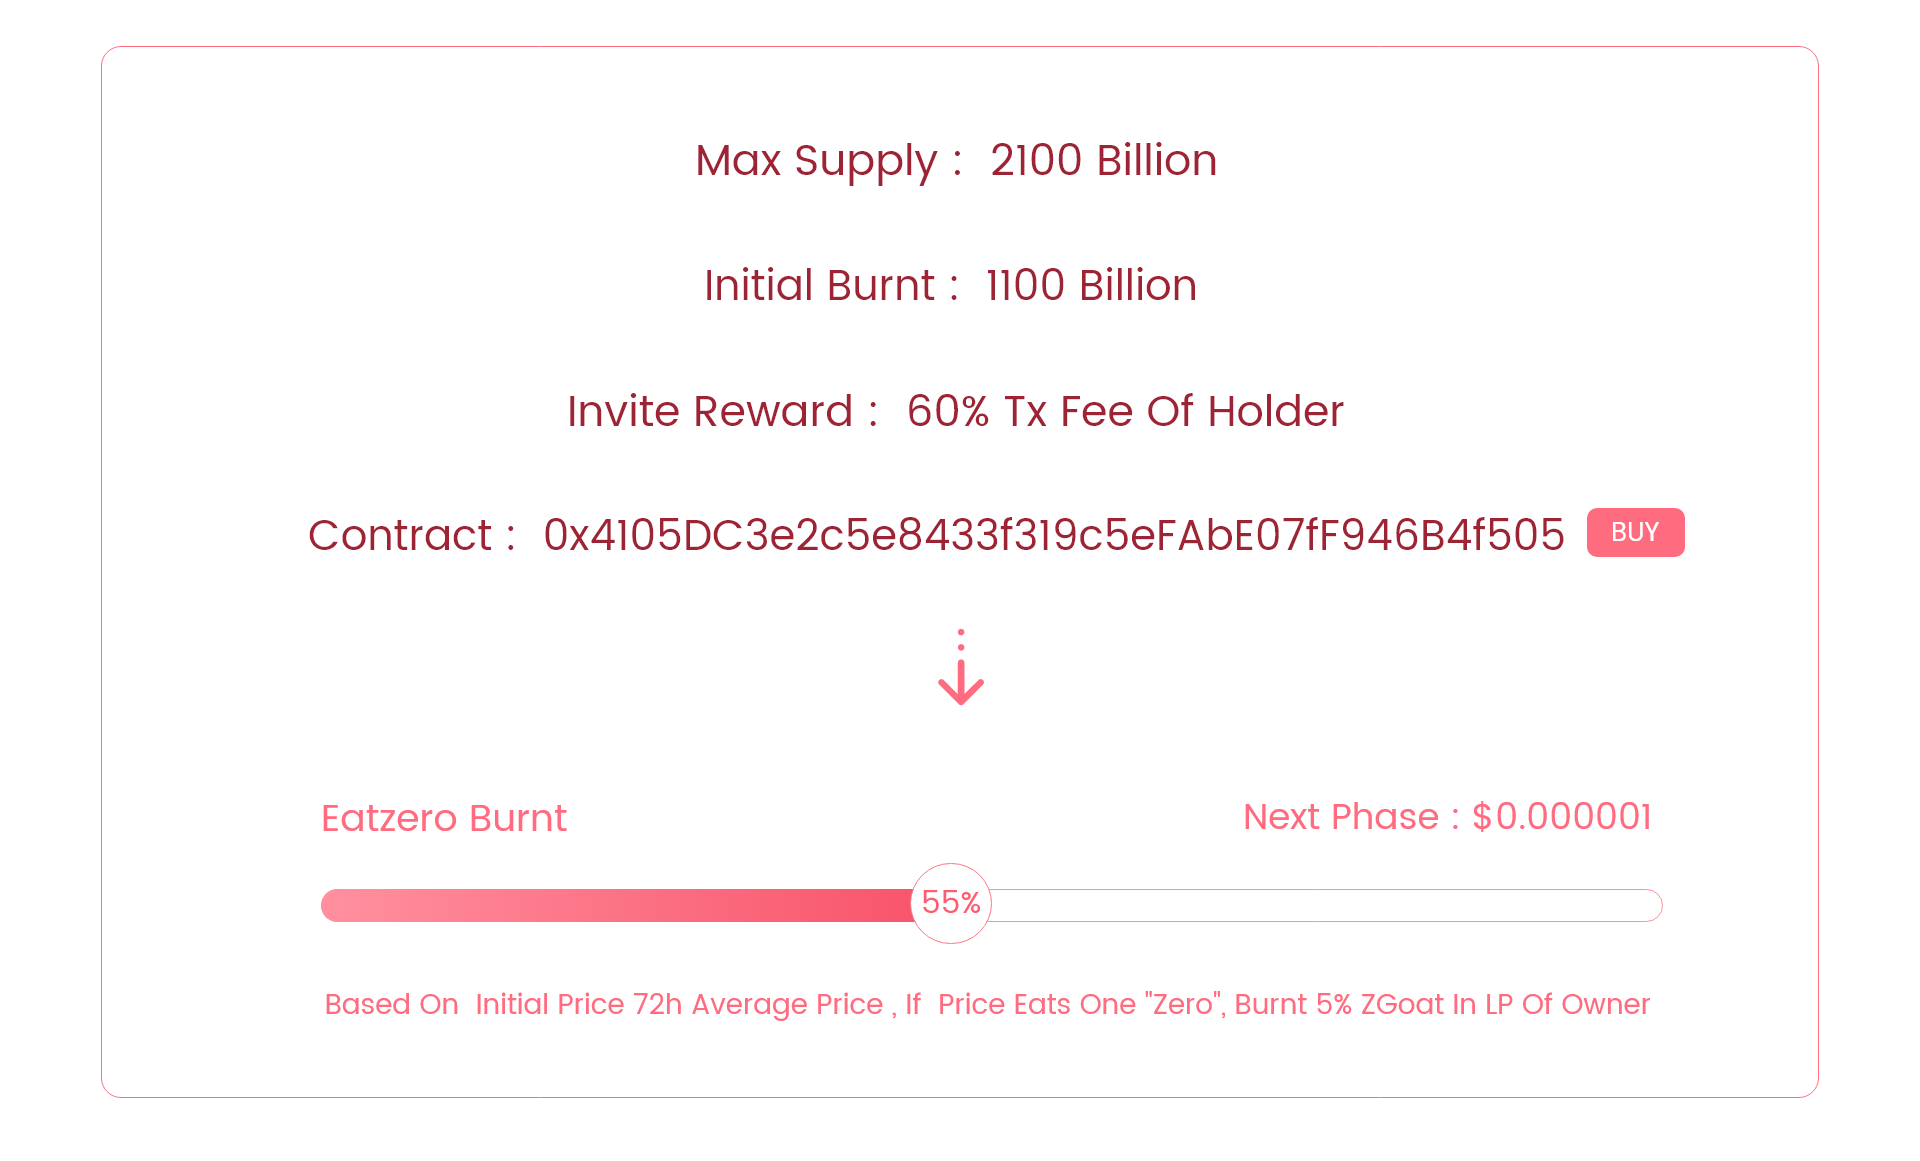 Max Supply :  2100 Billion
Initial Burnt :  1100 Billion
Invite Reward :  60% Tx Fee Of Holder
Contract :  0x4105DC3e2c5e8433f319c5eFAbE07fF946B4f505 BUY
Eatzero Burnt
Next Phase : $0.000001
55%
Based On  Initial Price 72h Average Price , If  Price Eats One "Zero", Burnt 5% ZGoat In LP Of Owner